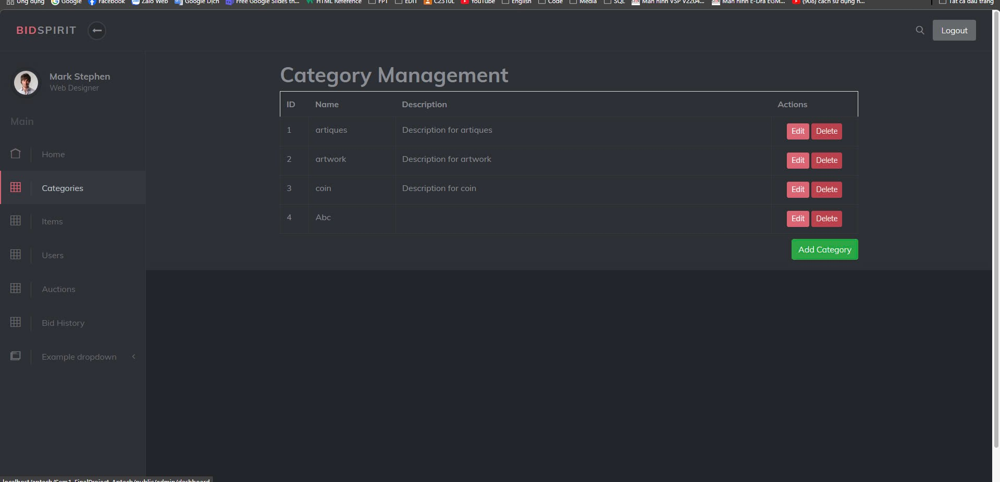 Ứng dụng Google Facebook Zalo Web Google Dịch Free Google Slides th... HTML Reference FPT EDIT C2310L YouTube English Code Media SQL Màn hình VSP V2204... Màn hình E-Dra EGM... (908) cách sử dụng n... Tất cả dấu trang
BIDSPIRIT Logout
Mark Stephen
Web Designer
Main
Home
Categories
Items
Users
Auctions
Bid History
Example dropdown
Category Management
ID Name Description Actions
1 artiques Description for artiques Edit Delete
2 artwork Description for artwork Edit Delete
3 coin Description for coin Edit Delete
4 Abc Edit Delete
Add Category
localhost/aptech/Sem1_FinalProject_Aptech/public/admin/dashboard